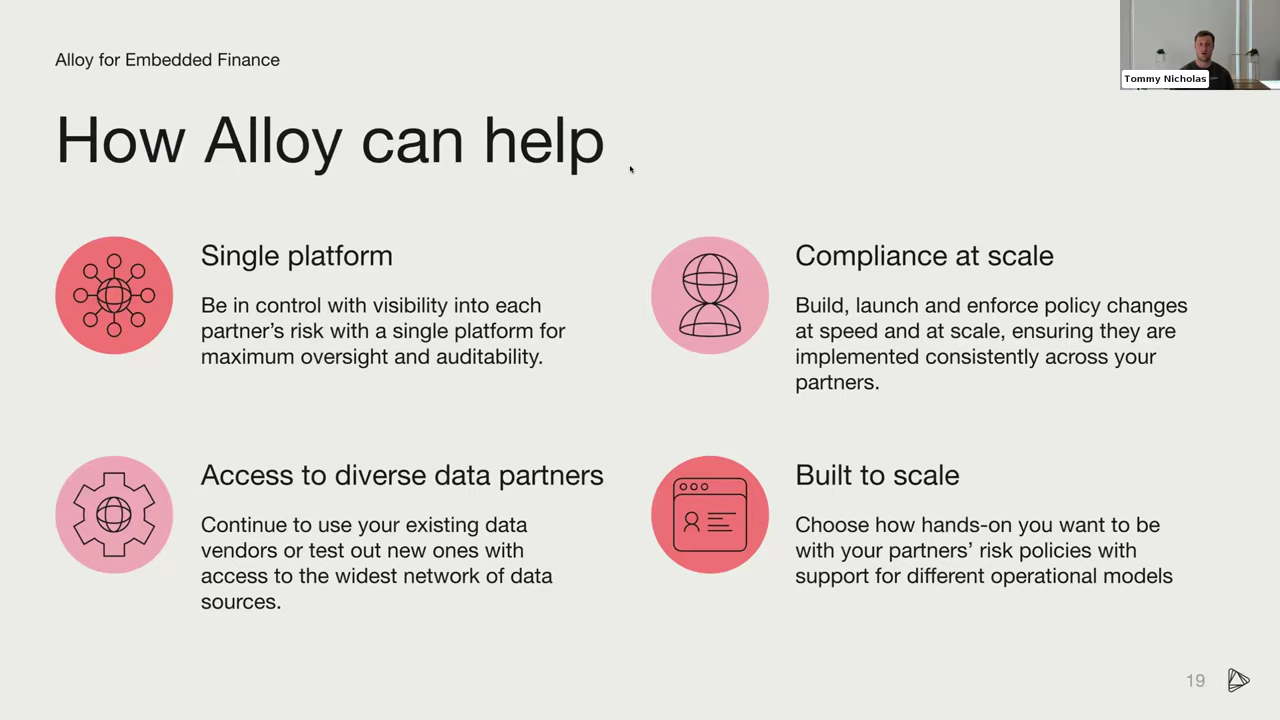 Alloy for Embedded Finance
Tommy Nicholas
How Alloy can help
Single platform
Be in control with visibility into each
partner’s risk with a single platform for
maximum oversight and auditability.
Compliance at scale
Build, launch and enforce policy changes
at speed and at scale, ensuring they are
implemented consistently across your
partners.
Access to diverse data partners
Continue to use your existing data
vendors or test out new ones with
access to the widest network of data
sources.
Built to scale
Choose how hands-on you want to be
with your partners’ risk policies with
support for different operational models
19